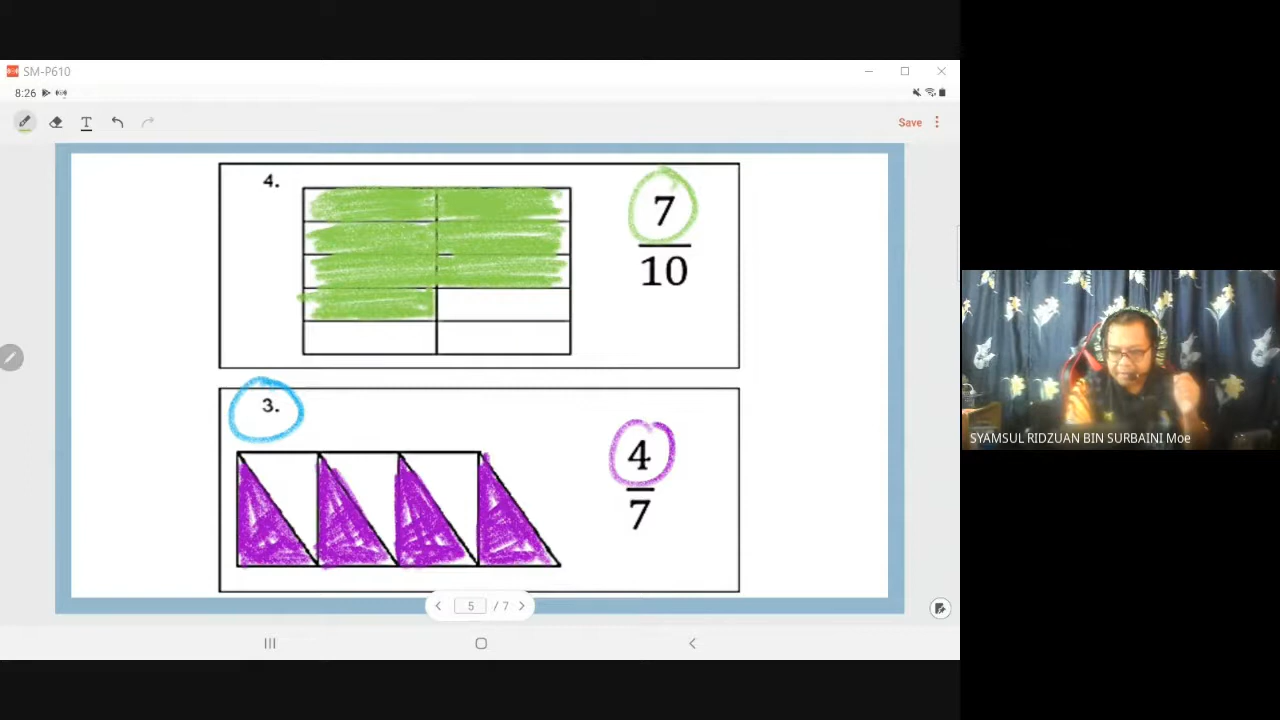 SM-P610
8:26
T
Save
4.
7
10
3.
4
7
5 / 7
SYAMSUL RIDZUAN BIN SURBAINI Moe